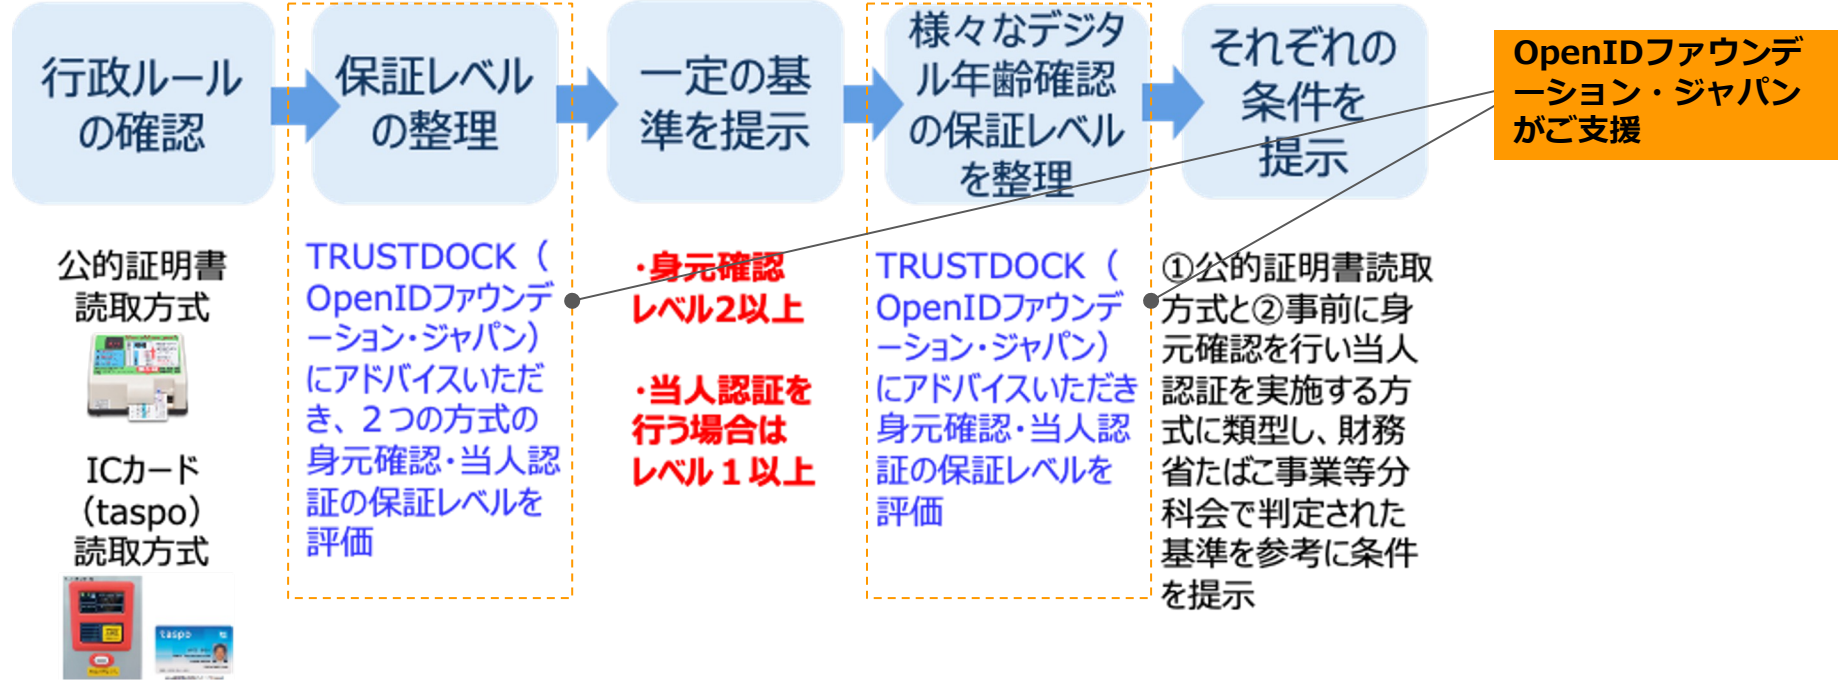 行政ルール
の確認
保証レベル
の整理
一定の基
準を提示
様々なデジタ
ル年齢確認
の保証レベル
を整理
それぞれの
条件を
提示
OpenIDファウンデ
ーション・ジャパン
がご支援
公的証明書
読取方式
ICカード
（taspo）
読取方式
taspo
TRUSTDOCK（
OpenIDファウンデ
ーション・ジャパン）
にアドバイスいただ
き、２つの方式の
身元確認・当人認
証の保証レベルを
評価
・身元確認
レベル2以上
・当人認証を
行う場合は
レベル１以上
TRUSTDOCK（
OpenIDファウンデ
ーション・ジャパン）
にアドバイスいただき
身元確認・当人認
証の保証レベルを
評価
①公的証明書読取
方式と②事前に身
元確認を行い当人
認証を実施する方
式に類型し、財務
省たばこ事業等分
科会で判定された
基準を参考に条件
を提示